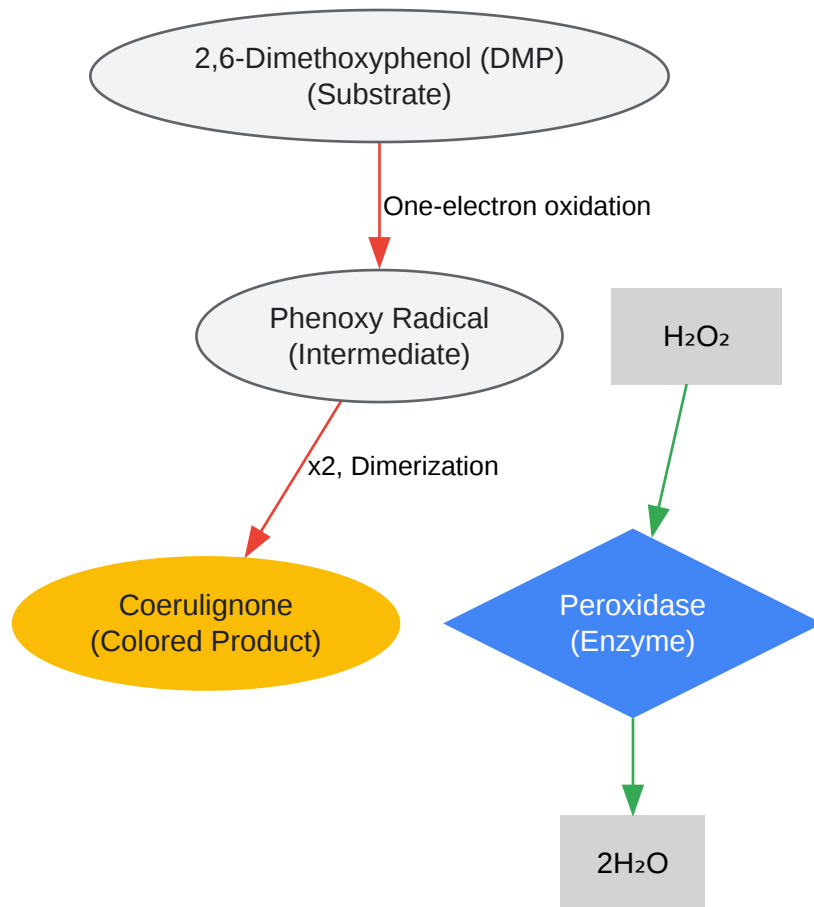 2,6-Dimethoxyphenol (DMP)
(Substrate)
One-electron oxidation
Phenoxy Radical
(Intermediate)
H₂O₂
x2, Dimerization
Coerulignone
(Colored Product)
Peroxidase
(Enzyme)
2H₂O